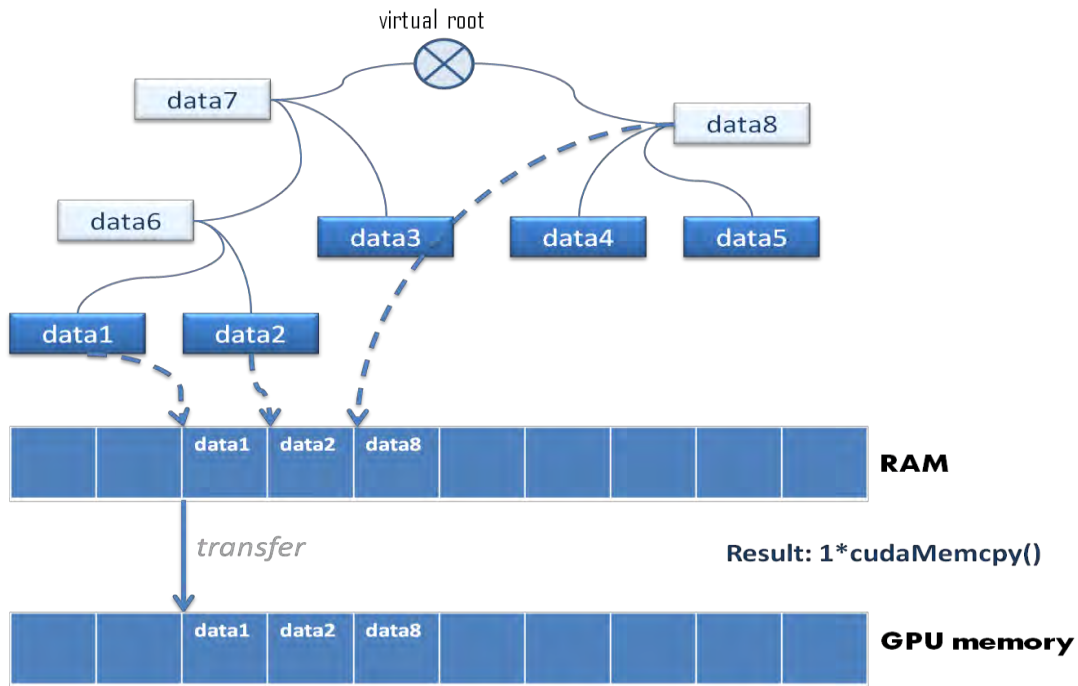 virtual root
data7
data8
data6
data3
data4
data5
data1
data2
data1 data2 data8
RAM
transfer
Result: 1*cudaMemcpy()
data1 data2 data8
GPU memory